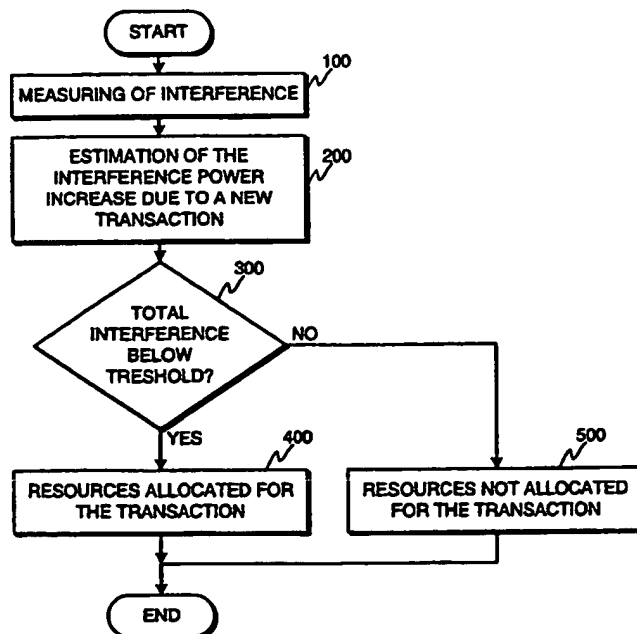 START
100
MEASURING OF INTERFERENCE
200
ESTIMATION OF THE
INTERFERENCE POWER
INCREASE DUE TO A NEW
TRANSACTION
300
TOTAL
INTERFERENCE
BELOW
TRESHOLD?
NO
YES
400
RESOURCES ALLOCATED FOR
THE TRANSACTION
500
RESOURCES NOT ALLOCATED
FOR THE TRANSACTION
END